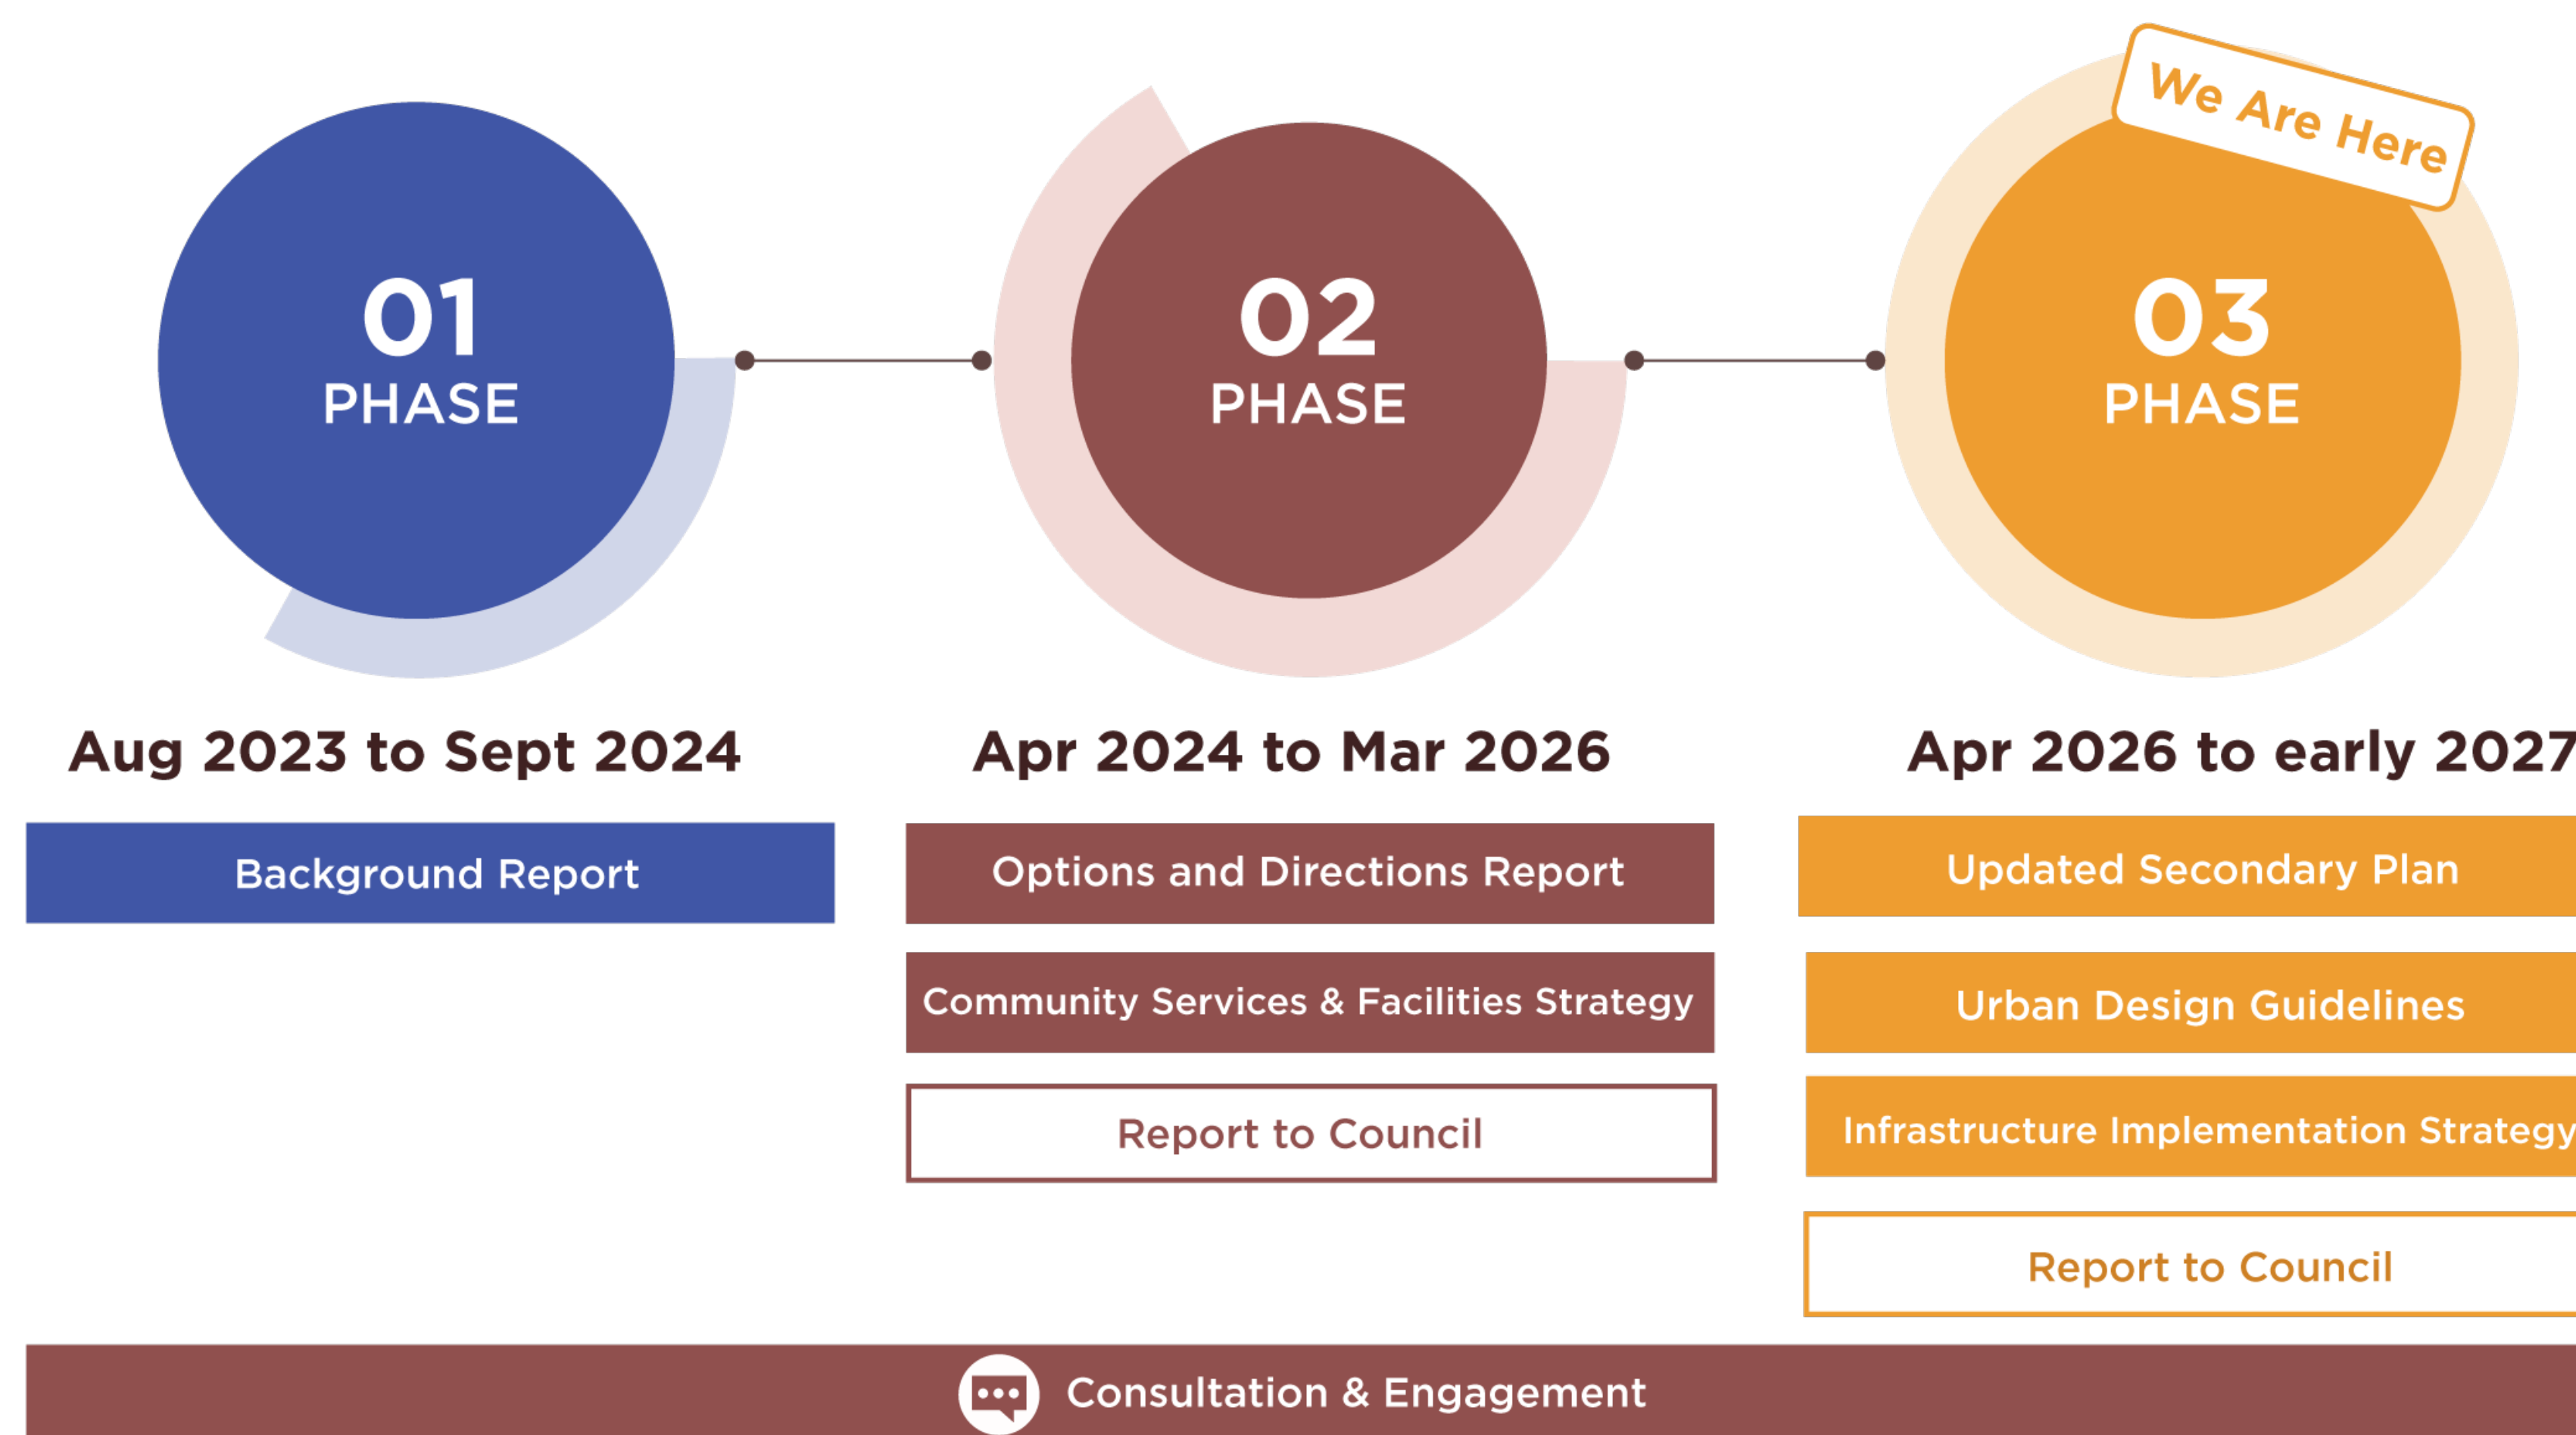 01
PHASE
Aug 2023 to Sept 2024
Background Report
02
PHASE
Apr 2024 to Mar 2026
Options and Directions Report
Community Services & Facilities Strategy
Report to Council
We Are Here
03
PHASE
Apr 2026 to early 2027
Updated Secondary Plan
Urban Design Guidelines
Infrastructure Implementation Strategy
Report to Council
Consultation & Engagement